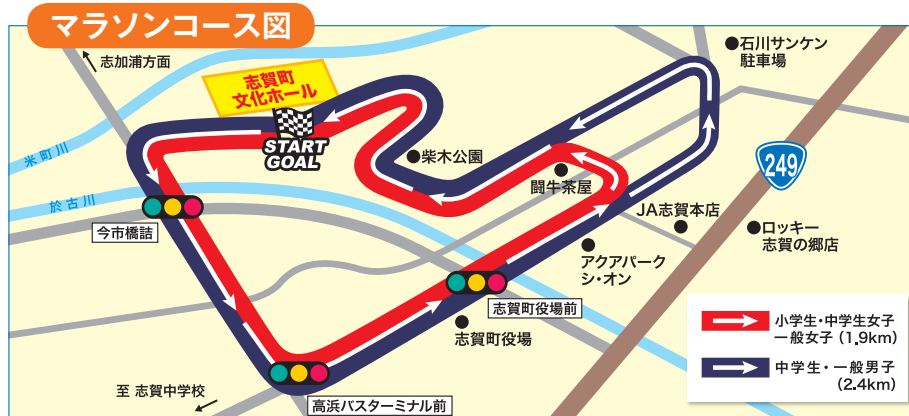 マラソンコース図
志加浦方面
志賀町
文化ホール
START
GOAL
石川サンケン
駐車場
米町川
柴木公園
249
闘牛茶屋
於古川
JA志賀本店
今市橋詰
ロッキー
志賀の郷店
アクアパーク
シ・オン
志賀町役場前
志賀町役場
小学生・中学生女子
一般女子(1.9km)
中学生・一般男子
(2.4km)
至 志賀中学校
高浜バスターミナル前